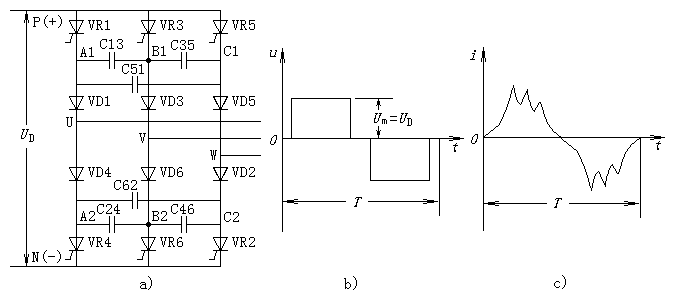 P(+) VR1 VR3 VR5
A1 C13 B1 C35 C1
C51
VD1 VD3 VD5
U
V
W
U_D
VD4 VD6 VD2
C62
A2 C24 B2 C46 C2
N(-) VR4 VR6 VR2
a)
u
0
U_m=U_D
t
T
b)
i
0
t
T
c)